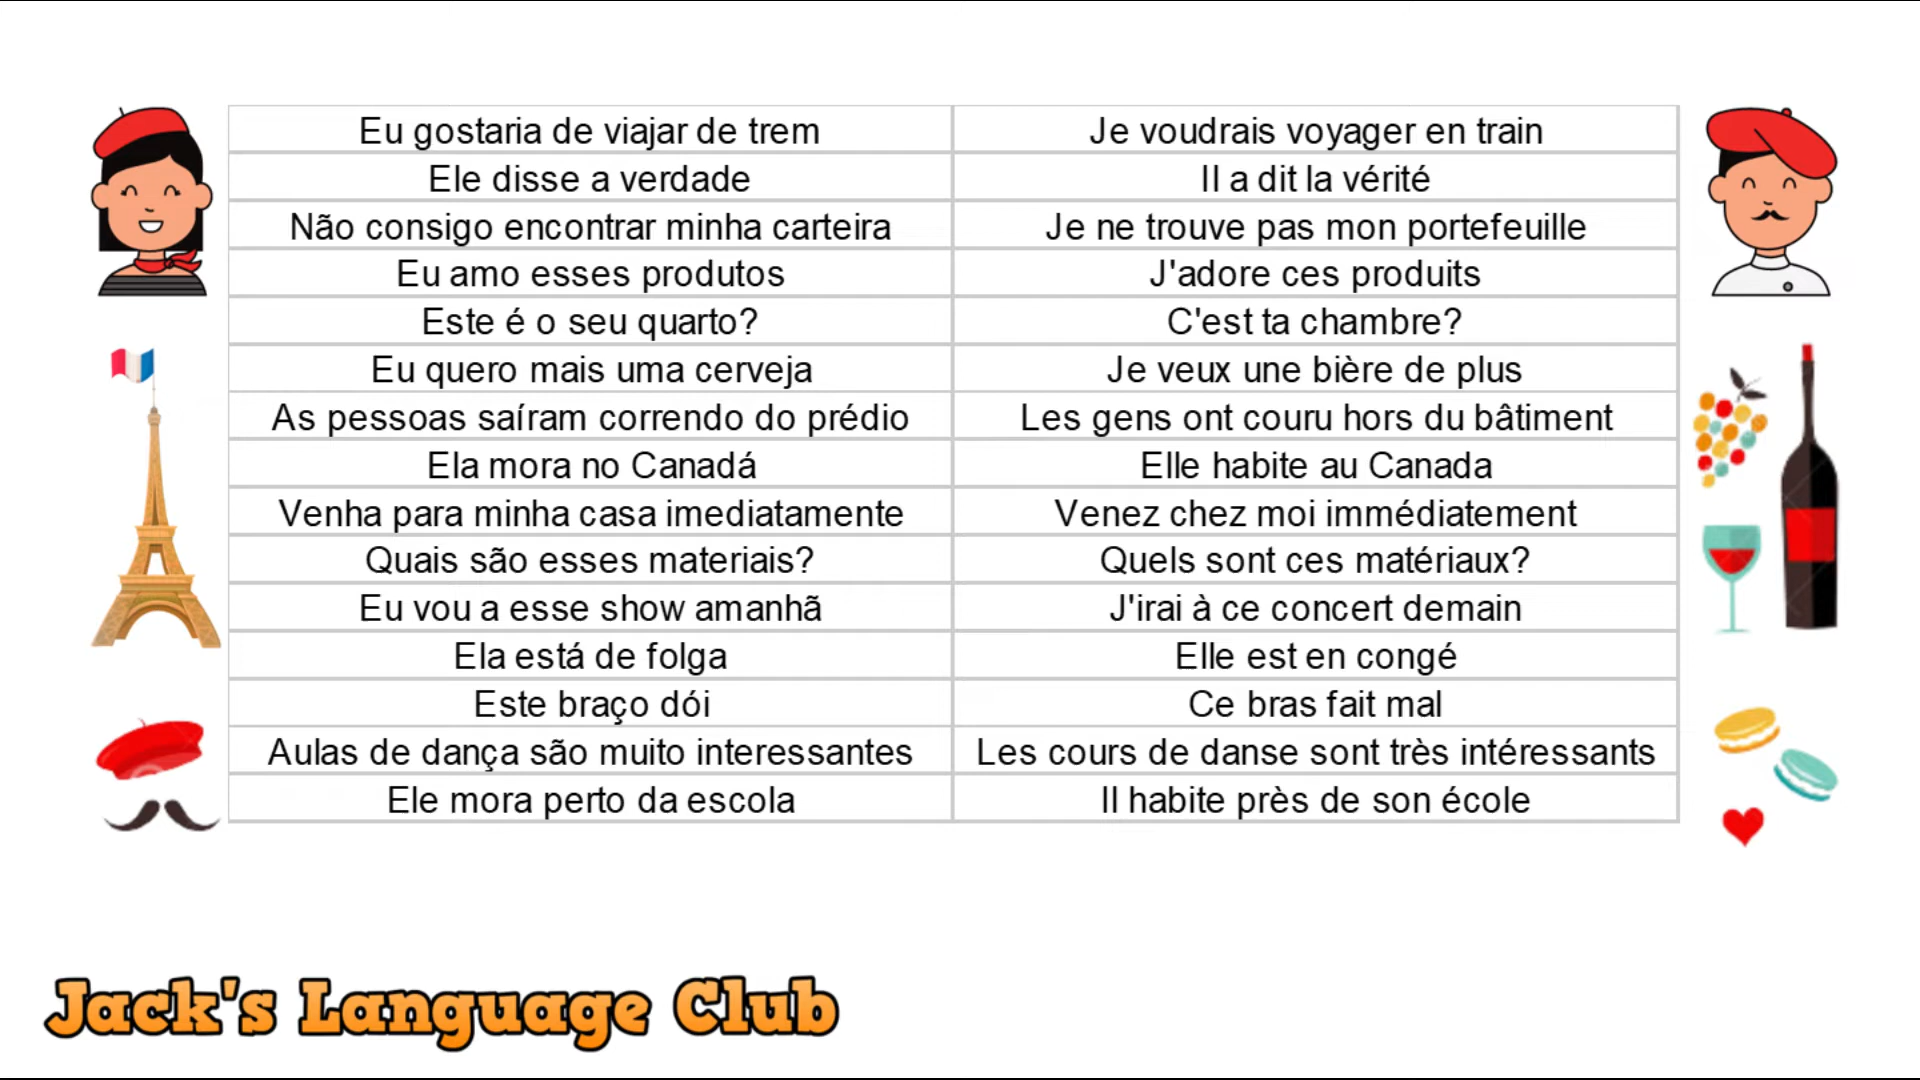 Eu gostaria de viajar de trem
Je voudrais voyager en train
Ele disse a verdade
Il a dit la vérité
Não consigo encontrar minha carteira
Je ne trouve pas mon portefeuille
Eu amo esses produtos
J'adore ces produits
Este é o seu quarto?
C'est ta chambre?
Eu quero mais uma cerveja
Je veux une bière de plus
As pessoas saíram correndo do prédio
Les gens ont couru hors du bâtiment
Ela mora no Canadá
Elle habite au Canada
Venha para minha casa imediatamente
Venez chez moi immédiatement
Quais são esses materiais?
Quels sont ces matériaux?
Eu vou a esse show amanhã
J'irai à ce concert demain
Ela está de folga
Elle est en congé
Este braço dói
Ce bras fait mal
Aulas de dança são muito interessantes
Les cours de danse sont très intéressants
Ele mora perto da escola
Il habite près de son école
Jack's Language Club